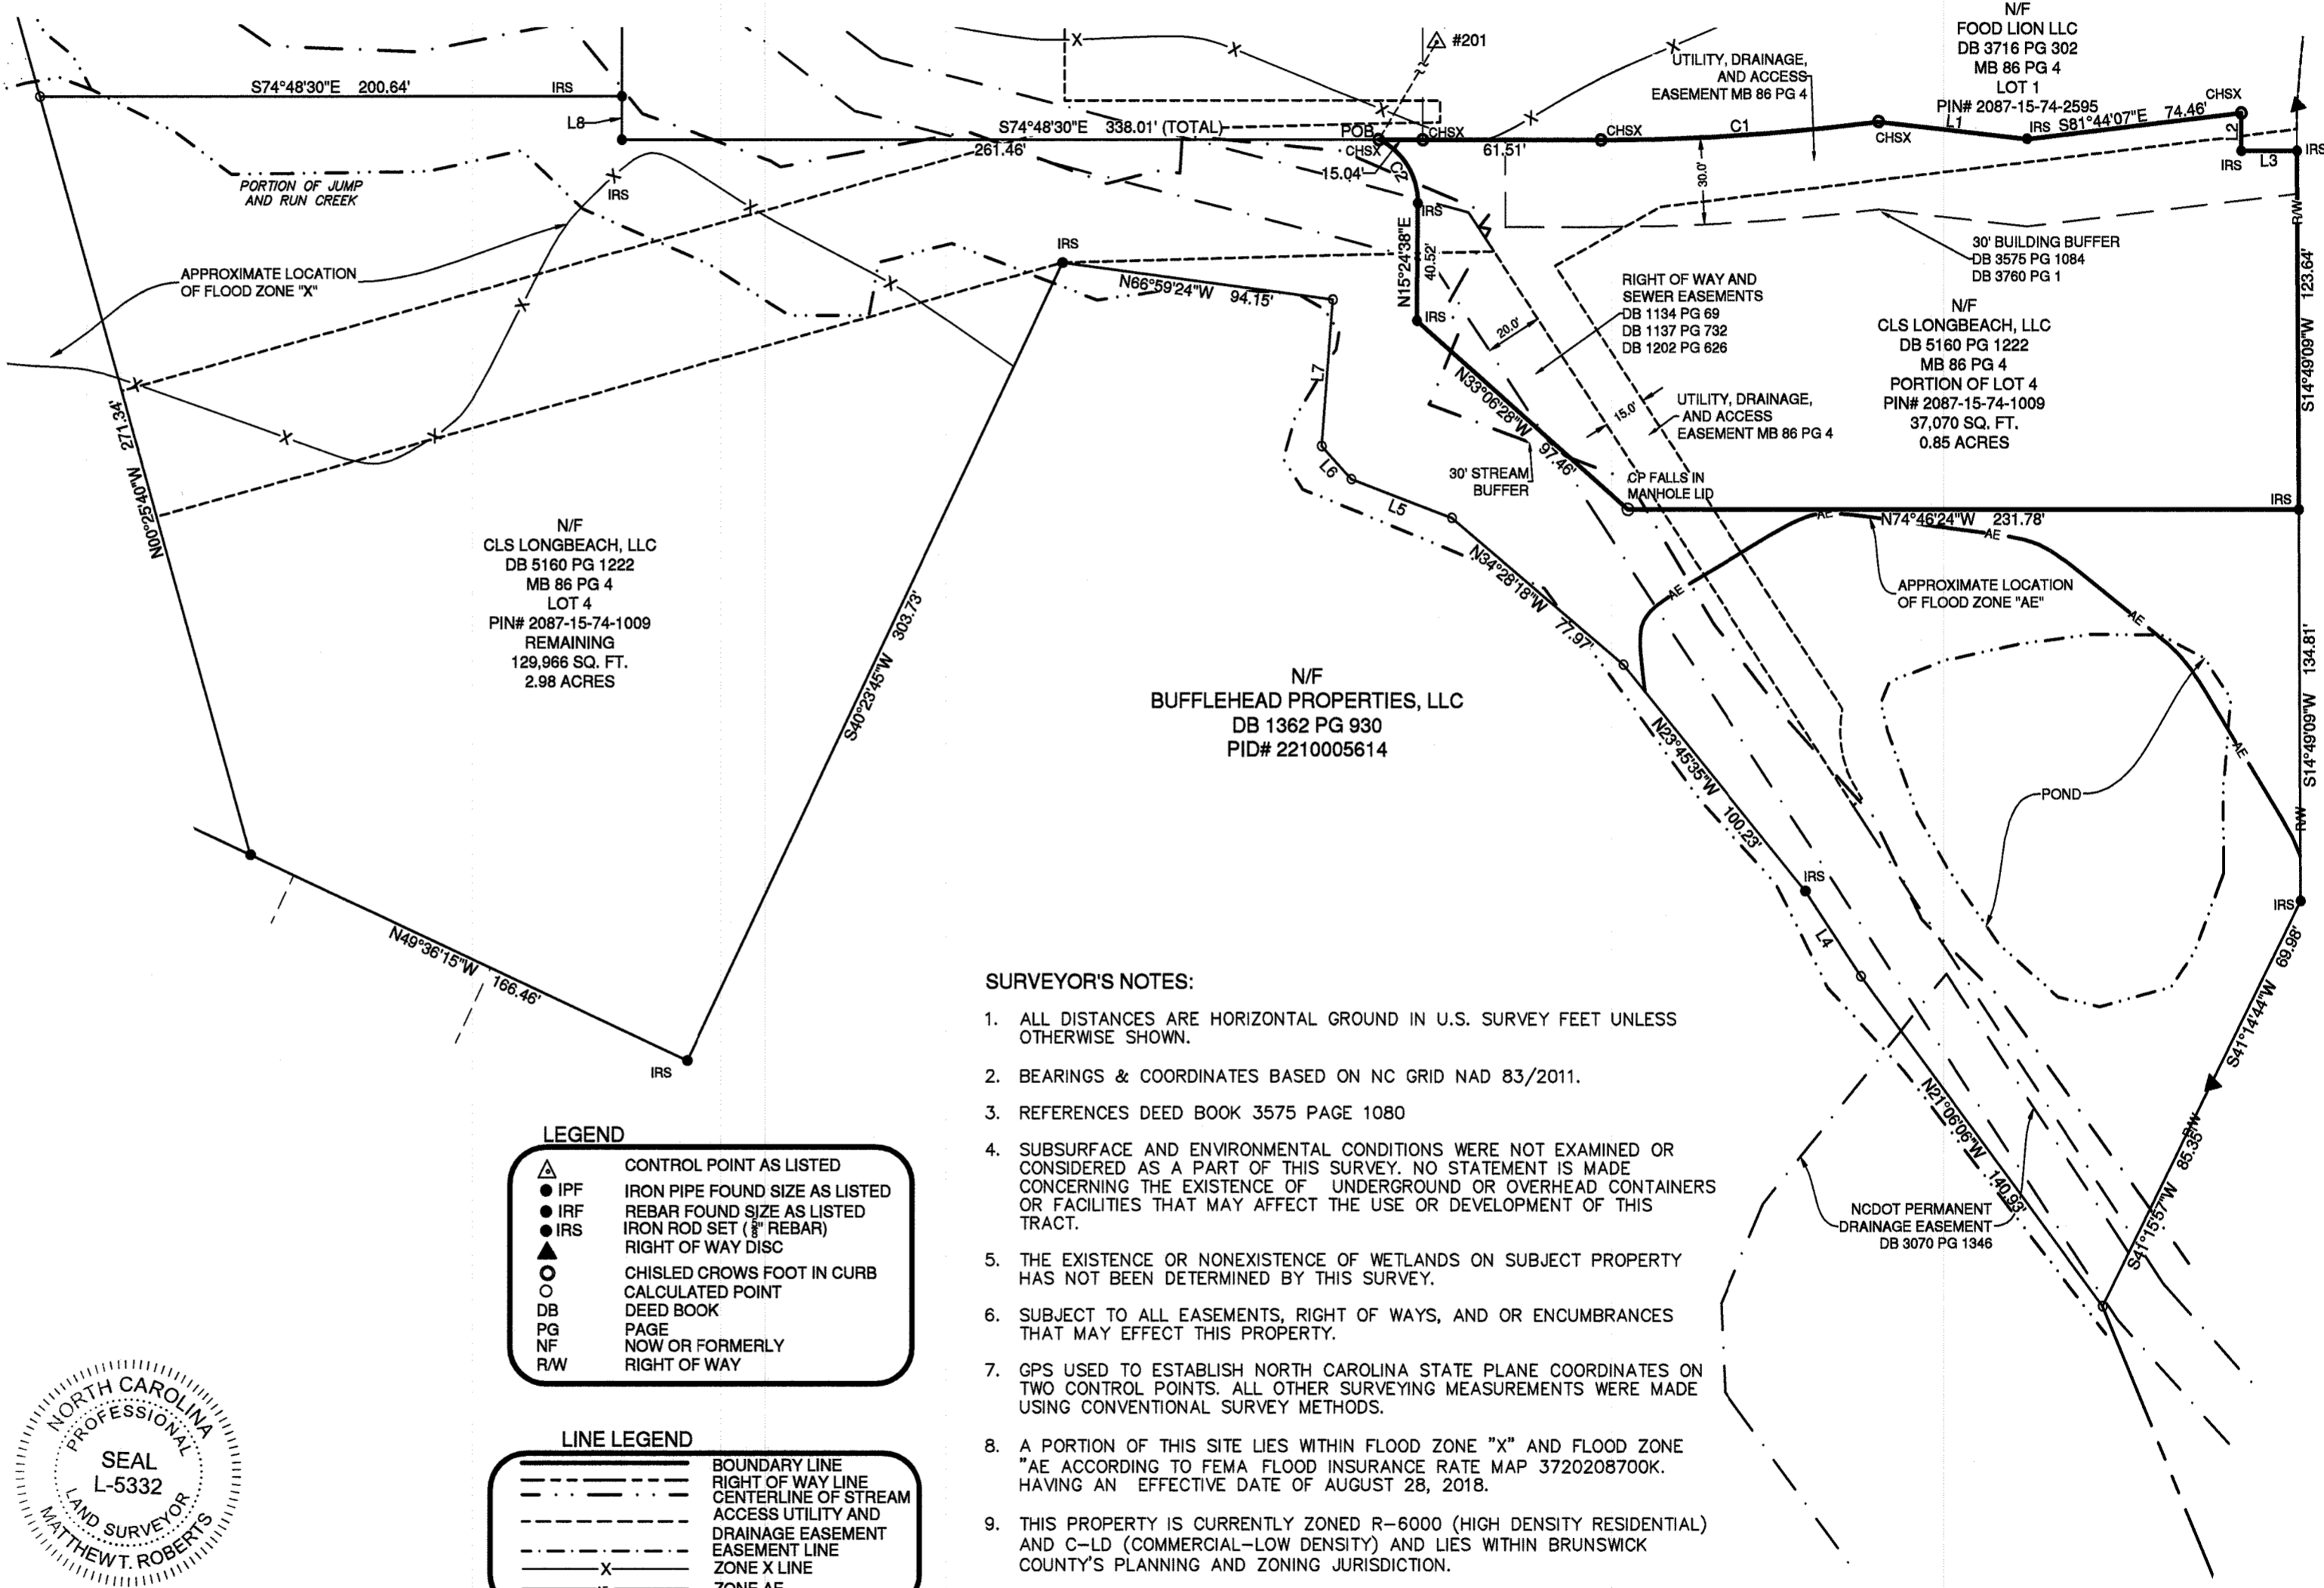 N/F
FOOD LION LLC
DB 3716 PG 302
MB 86 PG 4
LOT 1
PIN# 2087-15-74-2595
#201
UTILITY, DRAINAGE,
AND ACCESS
EASEMENT MB 86 PG 4
S74°48'30"E 200.64'
IRS
L8
S74°48'30"E 338.01' (TOTAL)
261.46'
POB
CHSX
CHSX
15.04'
C2
61.51'
CHSX
C1
30.0'
CHSX
L1
IRS
S81°44'07"E 74.46'
CHSX
L2
IRS
L3
IRS
R/W
PORTION OF JUMP
AND RUN CREEK
X
X
X
X
X
X
IRS
X
X
X
X
X
X
APPROXIMATE LOCATION
OF FLOOD ZONE "X"
IRS
N66°59'24"W 94.15'
IRS
N15°24'38"E
40.52'
IRS
20.0'
RIGHT OF WAY AND
SEWER EASEMENTS
DB 1134 PG 69
DB 1137 PG 732
DB 1202 PG 626
30' BUILDING BUFFER
DB 3575 PG 1084
DB 3760 PG 1
N/F
CLS LONGBEACH, LLC
DB 5160 PG 1222
MB 86 PG 4
PORTION OF LOT 4
PIN# 2087-15-74-1009
37,070 SQ. FT.
0.85 ACRES
S14°49'09"W 123.64'
UTILITY, DRAINAGE,
AND ACCESS
EASEMENT MB 86 PG 4
15.0'
N33°06'28"W 97.46'
30' STREAM
BUFFER
CP FALLS IN
MANHOLE LID
L7
L6
L5
N00°25'40"W 271.34'
N/F
CLS LONGBEACH, LLC
DB 5160 PG 1222
MB 86 PG 4
LOT 4
PIN# 2087-15-74-1009
REMAINING
129,966 SQ. FT.
2.98 ACRES
S40°23'45"W 303.73'
N34°28'18"W 77.97'
IRS
AE
N74°46'24"W 231.78'
AE
AE
AE
AE
APPROXIMATE LOCATION
OF FLOOD ZONE "AE"
S14°49'09"W 134.81'
R/W
N/F
BUFFLEHEAD PROPERTIES, LLC
DB 1362 PG 930
PID# 2210005614
N23°45'35"W 100.23'
POND
IRS
L4
IRS
S41°14'44"W 69.98'
N49°36'15"W 166.46'
IRS
N21°06'06"W 140.93'
R/W
S41°15'57"W 85.35'
NCDOT PERMANENT
DRAINAGE EASEMENT
DB 3070 PG 1346
SURVEYOR'S NOTES:
1. ALL DISTANCES ARE HORIZONTAL GROUND IN U.S. SURVEY FEET UNLESS
OTHERWISE SHOWN.
2. BEARINGS & COORDINATES BASED ON NC GRID NAD 83/2011.
3. REFERENCES DEED BOOK 3575 PAGE 1080
4. SUBSURFACE AND ENVIRONMENTAL CONDITIONS WERE NOT EXAMINED OR
CONSIDERED AS A PART OF THIS SURVEY. NO STATEMENT IS MADE
CONCERNING THE EXISTENCE OF UNDERGROUND OR OVERHEAD CONTAINERS
OR FACILITIES THAT MAY AFFECT THE USE OR DEVELOPMENT OF THIS
TRACT.
5. THE EXISTENCE OR NONEXISTENCE OF WETLANDS ON SUBJECT PROPERTY
HAS NOT BEEN DETERMINED BY THIS SURVEY.
6. SUBJECT TO ALL EASEMENTS, RIGHT OF WAYS, AND OR ENCUMBRANCES
THAT MAY EFFECT THIS PROPERTY.
7. GPS USED TO ESTABLISH NORTH CAROLINA STATE PLANE COORDINATES ON
TWO CONTROL POINTS. ALL OTHER SURVEYING MEASUREMENTS WERE MADE
USING CONVENTIONAL SURVEY METHODS.
8. A PORTION OF THIS SITE LIES WITHIN FLOOD ZONE "X" AND FLOOD ZONE
"AE ACCORDING TO FEMA FLOOD INSURANCE RATE MAP 3720208700K.
HAVING AN EFFECTIVE DATE OF AUGUST 28, 2018.
9. THIS PROPERTY IS CURRENTLY ZONED R-6000 (HIGH DENSITY RESIDENTIAL)
AND C-LD (COMMERCIAL-LOW DENSITY) AND LIES WITHIN BRUNSWICK
COUNTY'S PLANNING AND ZONING JURISDICTION.
LEGEND
CONTROL POINT AS LISTED
IPF IRON PIPE FOUND SIZE AS LISTED
IRF REBAR FOUND SIZE AS LISTED
IRS IRON ROD SET (5/8" REBAR)
RIGHT OF WAY DISC
CHISLED CROWS FOOT IN CURB
CALCULATED POINT
DB DEED BOOK
PG PAGE
NF NOW OR FORMERLY
R/W RIGHT OF WAY
LINE LEGEND
BOUNDARY LINE
RIGHT OF WAY LINE
CENTERLINE OF STREAM
ACCESS UTILITY AND
DRAINAGE EASEMENT
EASEMENT LINE
X ZONE X LINE
ZONE AE
NORTH CAROLINA
PROFESSIONAL
SEAL
L-5332
LAND SURVEYOR
MATTHEW T. ROBERTS